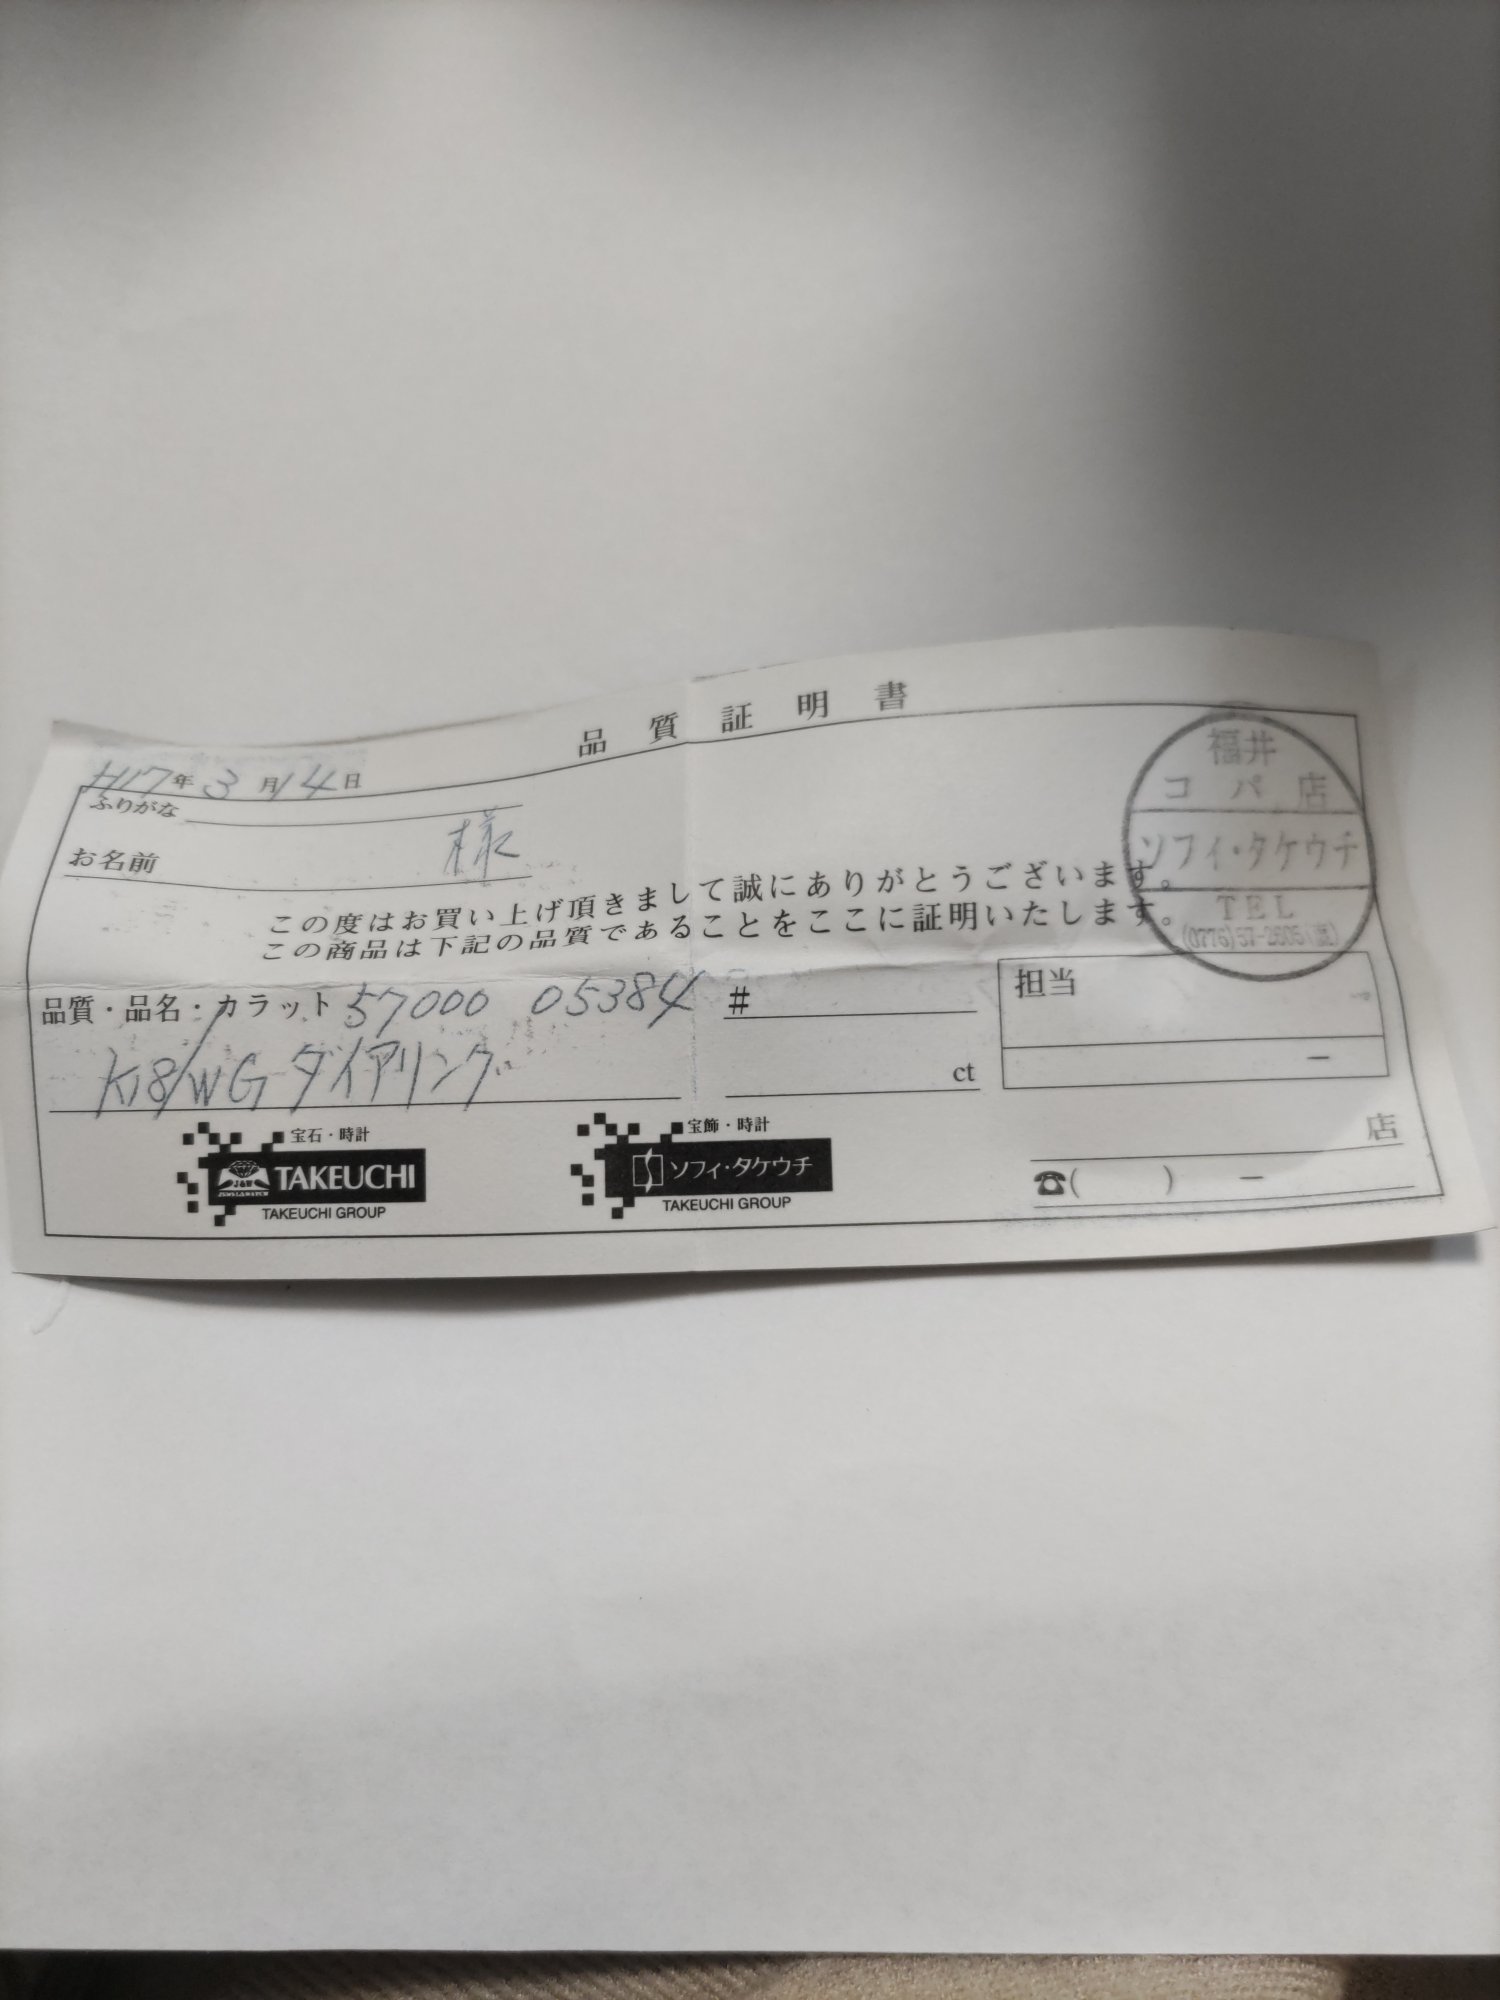 品質証明書
H17年3月14日
ふりがな
お名前 様
この度はお買い上げ頂きまして誠にありがとうございます。
この商品は下記の品質であることをここに証明いたします。
福井
コパ店
ソフィ・タケウチ
TEL
(0776)57-2605
品質・品名・カラット 57000 05384 #
K18/WG ダイアリング ct
担当
-
宝石・時計
J&W
JEWEL&WATCH
TAKEUCHI
TAKEUCHI GROUP
宝飾・時計
ソフィ・タケウチ
TAKEUCHI GROUP
店
☎( ) -